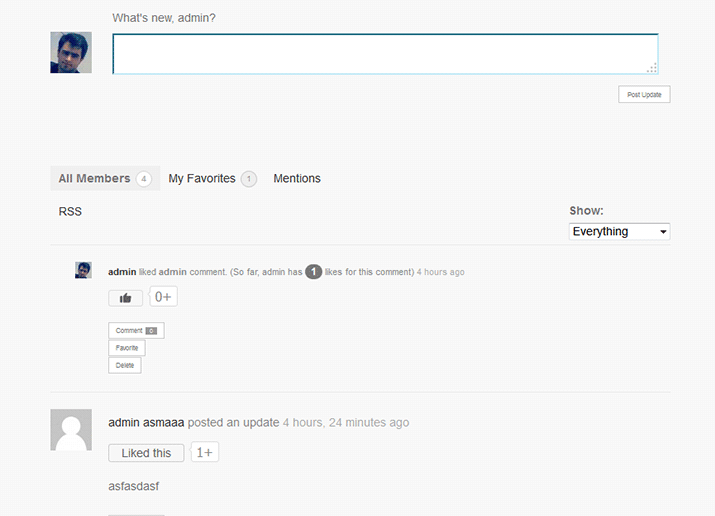 What's new, admin?
Post Update
All Members 4 My Favorites 1 Mentions
RSS
Show:
Everything
admin liked admin comment. (So far, admin has 1 likes for this comment) 4 hours ago
0+
Comment 0
Favorite
Delete
admin asmaaa posted an update 4 hours, 24 minutes ago
Liked this 1+
asfasdasf